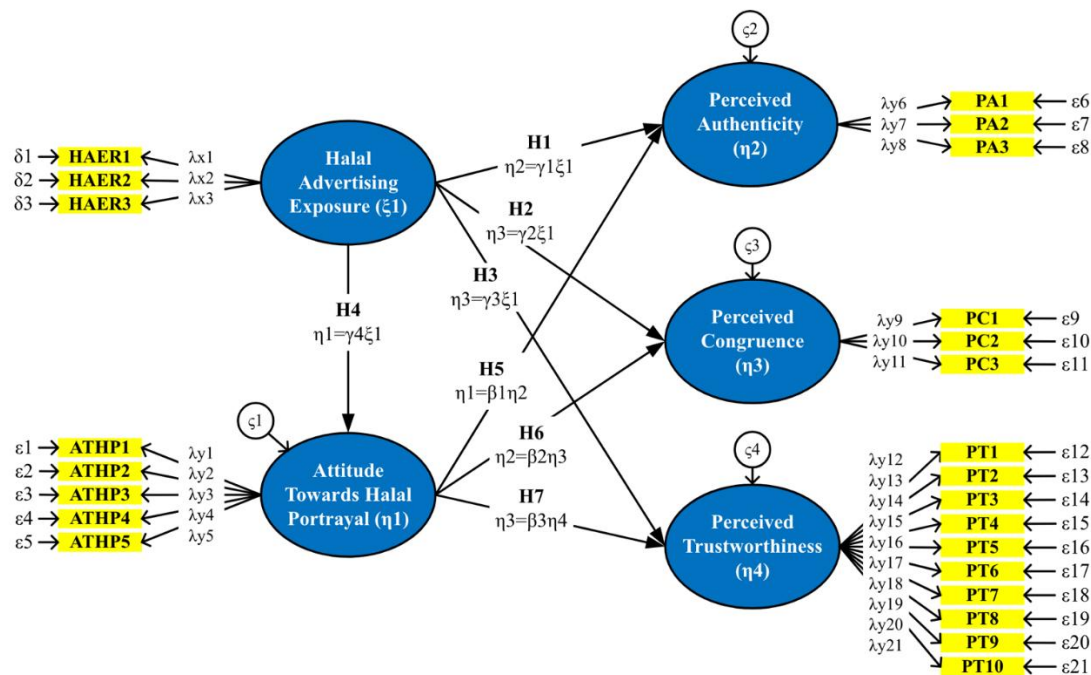 ς2
Perceived
Authenticity
(η2)
λy6
λy7
λy8
PA1
PA2
PA3
ε6
ε7
ε8
δ1
δ2
δ3
HAER1
HAER2
HAER3
λx1
λx2
λx3
Halal
Advertising
Exposure (ξ1)
H1
η2=γ1ξ1
H2
η3=γ2ξ1
H3
η3=γ3ξ1
H4
η1=γ4ξ1
ς3
Perceived
Congruence
(η3)
λy9
λy10
λy11
PC1
PC2
PC3
ε9
ε10
ε11
H5
η1=β1η2
H6
η2=β2η3
H7
η3=β3η4
ς1
ε1
ε2
ε3
ε4
ε5
ATHP1
ATHP2
ATHP3
ATHP4
ATHP5
λy1
λy2
λy3
λy4
λy5
Attitude
Towards Halal
Portrayal (η1)
ς4
Perceived
Trustworthiness
(η4)
λy12
λy13
λy14
λy15
λy16
λy17
λy18
λy19
λy20
λy21
PT1
PT2
PT3
PT4
PT5
PT6
PT7
PT8
PT9
PT10
ε12
ε13
ε14
ε15
ε16
ε17
ε18
ε19
ε20
ε21